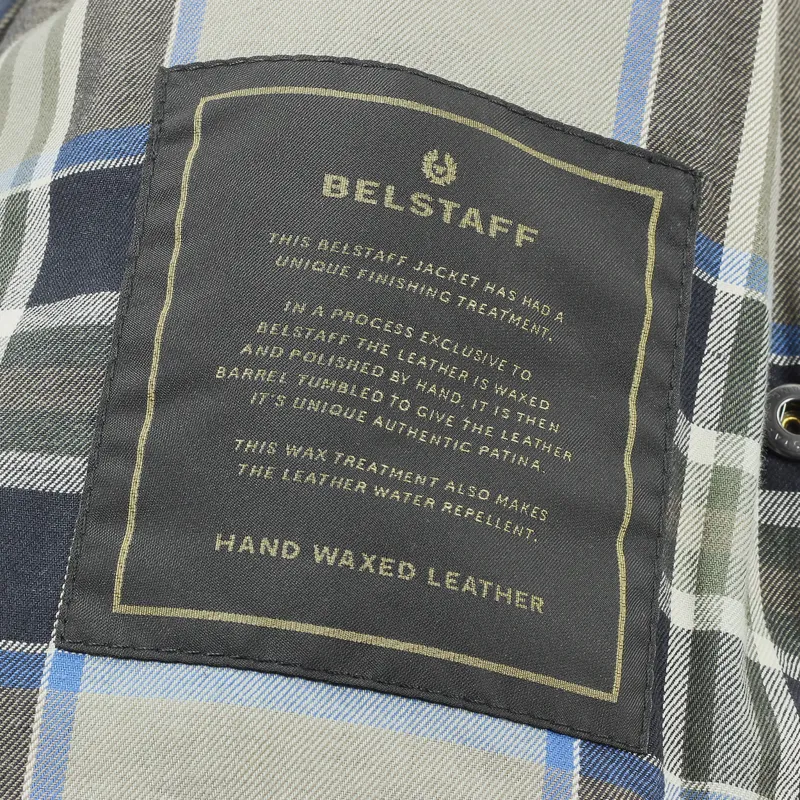 BELSTAFF
THIS BELSTAFF JACKET HAS HAD A
UNIQUE FINISHING TREATMENT.
IN A PROCESS EXCLUSIVE TO
BELSTAFF THE LEATHER IS WAXED
AND POLISHED BY HAND. IT IS THEN
BARREL TUMBLED TO GIVE THE LEATHER
IT'S UNIQUE AUTHENTIC PATINA.
THIS WAX TREATMENT ALSO MAKES
THE LEATHER WATER REPELLENT.
HAND WAXED LEATHER